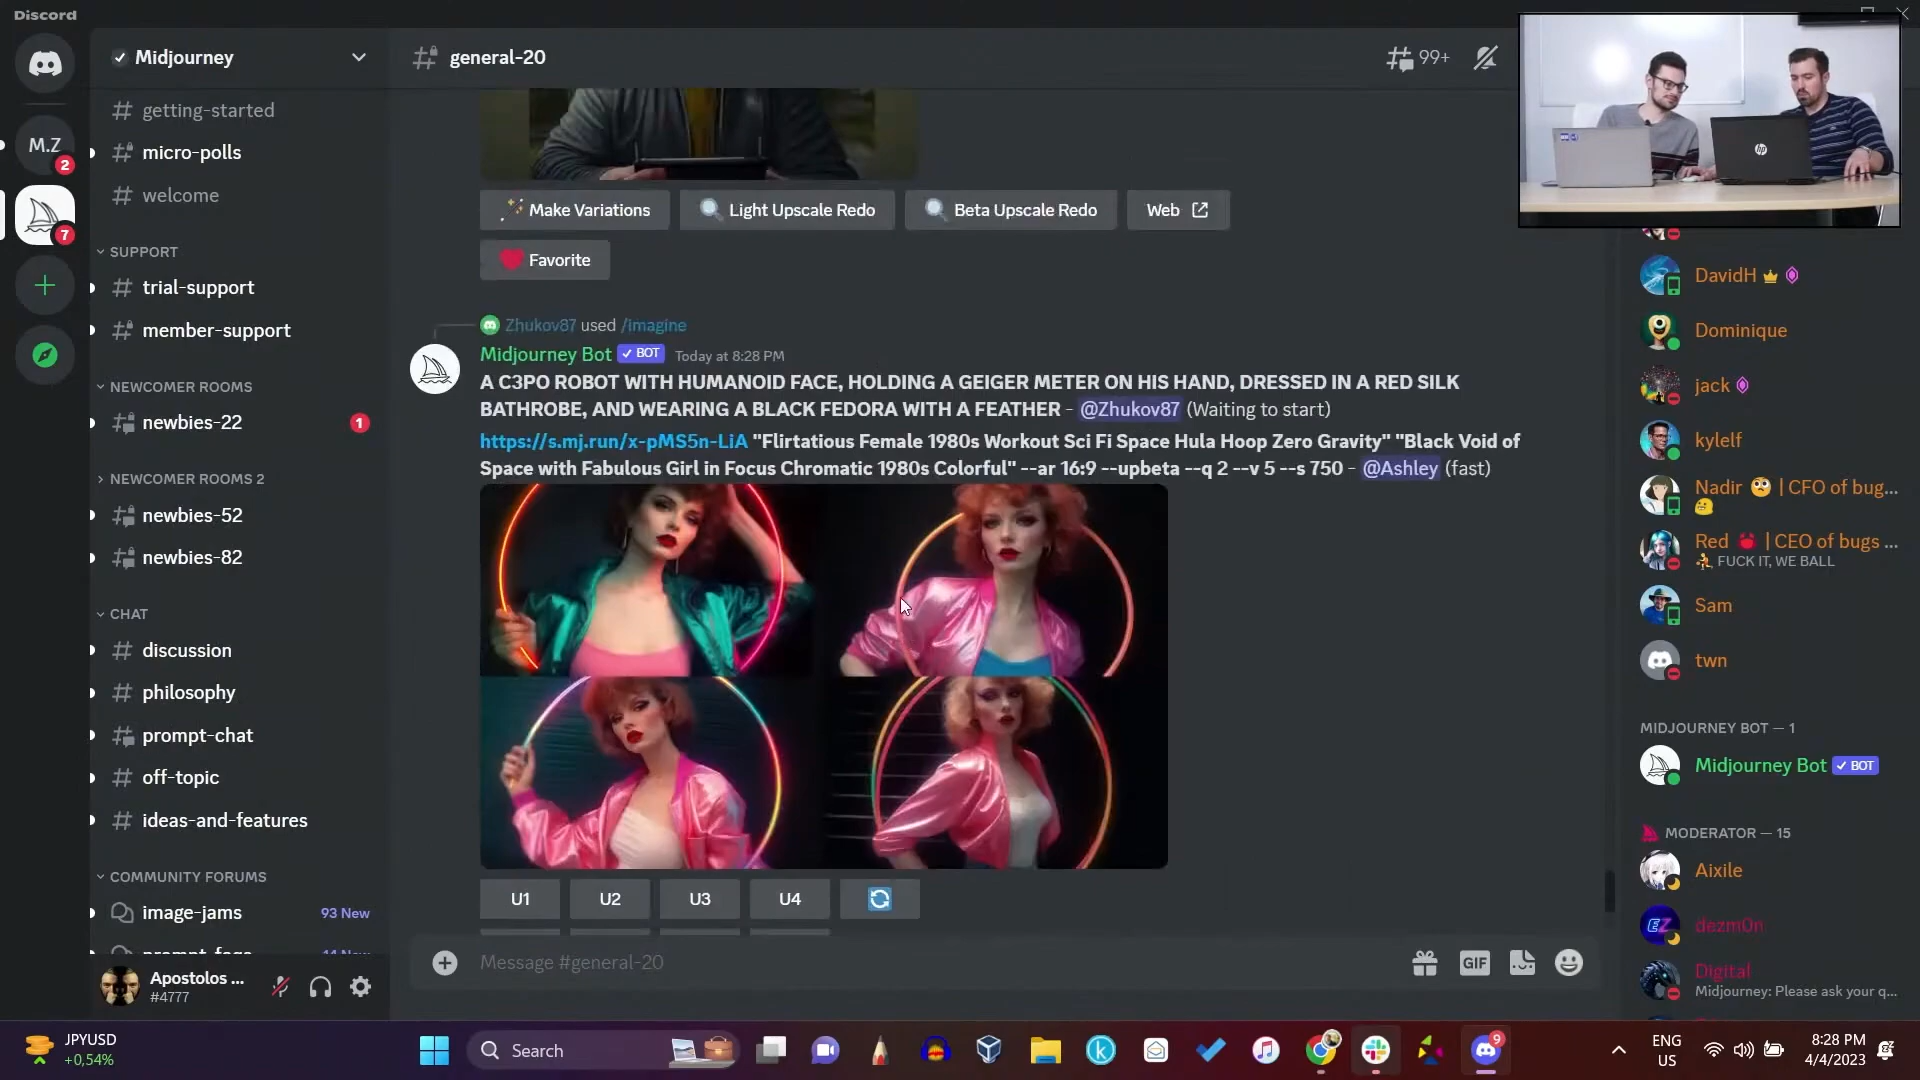 Discord
Midjourney
general-20
99+
getting-started
M.Z
2
micro-polls
welcome
7
SUPPORT
trial-support
member-support
NEWCOMER ROOMS
newbies-22
1
NEWCOMER ROOMS 2
newbies-52
newbies-82
CHAT
discussion
philosophy
prompt-chat
off-topic
ideas-and-features
COMMUNITY FORUMS
image-jams
93 New
Apostolos ...
#4777
Make Variations
Light Upscale Redo
Beta Upscale Redo
Web
Favorite
Zhukov87 used /imagine
Midjourney Bot BOT Today at 8:28 PM
A C3PO ROBOT WITH HUMANOID FACE, HOLDING A GEIGER METER ON HIS HAND, DRESSED IN A RED SILK
BATHROBE, AND WEARING A BLACK FEDORA WITH A FEATHER - @Zhukov87 (Waiting to start)
https://s.mj.run/x-pMS5n-LiA "Flirtatious Female 1980s Workout Sci Fi Space Hula Hoop Zero Gravity" "Black Void of
Space with Fabulous Girl in Focus Chromatic 1980s Colorful" --ar 16:9 --upbeta --q 2 --v 5 --s 750 - @Ashley (fast)
U1
U2
U3
U4
Message #general-20
GIF
hp
DavidH
Dominique
jack
kylelf
Nadir | CFO of bug...
Red | CEO of bugs ...
FUCK IT, WE BALL
Sam
twn
MIDJOURNEY BOT — 1
Midjourney Bot BOT
MODERATOR — 15
Aixile
EZ
dezm0n
Digital
Midjourney: Please ask your q...
JPYUSD
+0,54%
Search
9
ENG
US
8:28 PM
4/4/2023